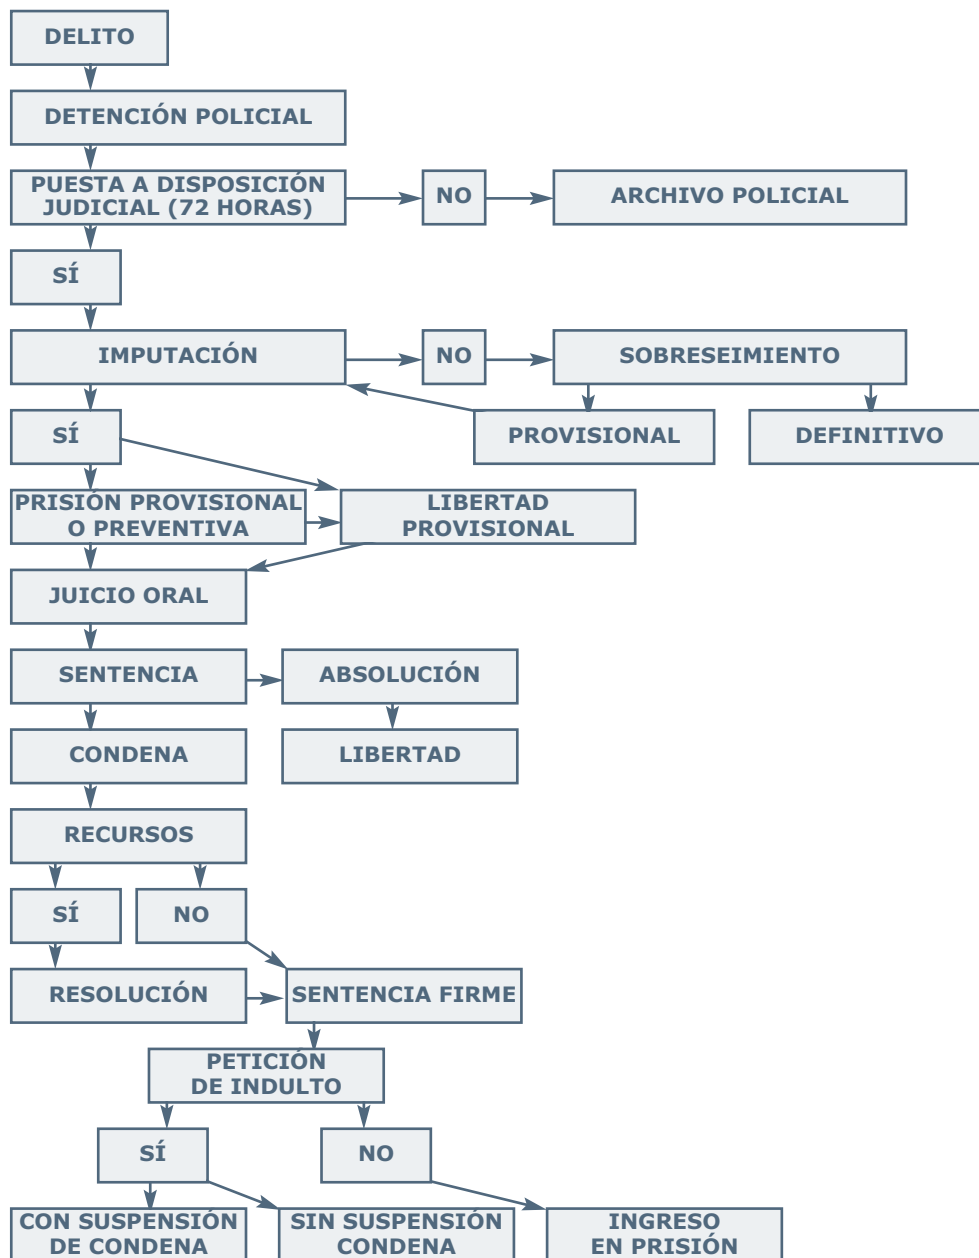 DELITO
DETENCIÓN POLICIAL
PUESTA A DISPOSICIÓN
JUDICIAL (72 HORAS)
NO
ARCHIVO POLICIAL
SÍ
IMPUTACIÓN
NO
SOBRESEIMIENTO
SÍ
PROVISIONAL
DEFINITIVO
PRISIÓN PROVISIONAL
O PREVENTIVA
LIBERTAD
PROVISIONAL
JUICIO ORAL
SENTENCIA
ABSOLUCIÓN
CONDENA
LIBERTAD
RECURSOS
SÍ
NO
RESOLUCIÓN
SENTENCIA FIRME
PETICIÓN
DE INDULTO
SÍ
NO
CON SUSPENSIÓN
DE CONDENA
SIN SUSPENSIÓN
CONDENA
INGRESO
EN PRISIÓN